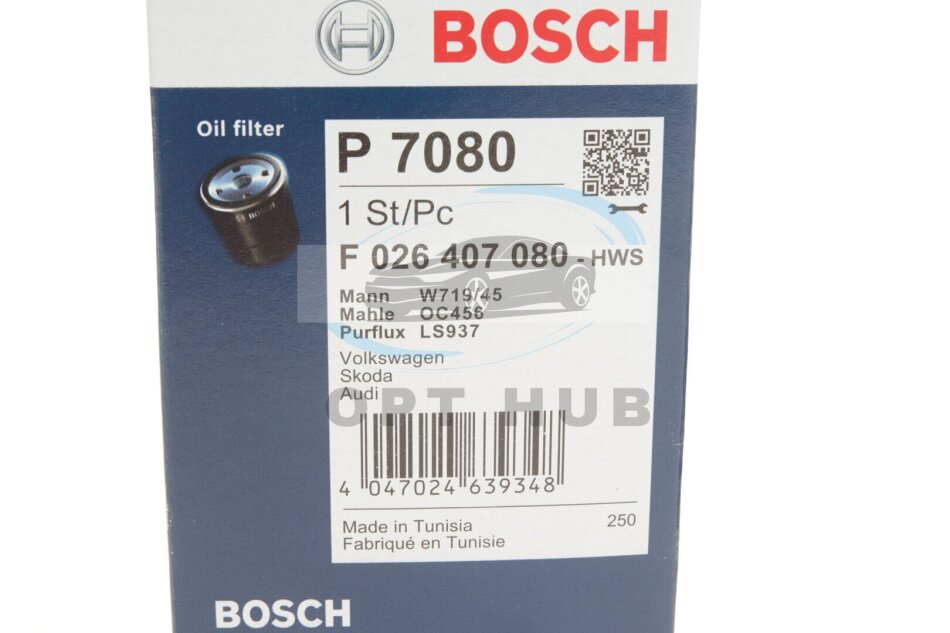 BOSCH
Oil filter
BOSCH
P 7080
1 St/Pc
F 026 407 080 - HWS
Mann W719/45
Mahle OC456
Purflux LS937
Volkswagen
Skoda
Audi
OPT HUB
4 047024 639348
Made in Tunisia 250
Fabriqué en Tunisie
BOSCH